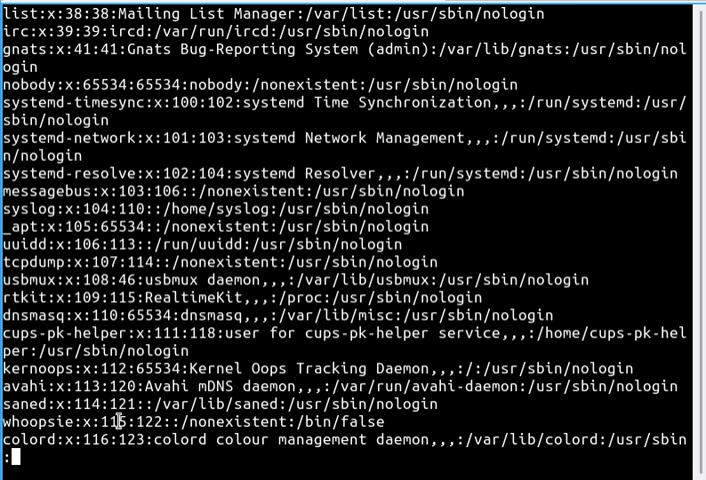 list:x:38:38:Mailing List Manager:/var/list:/usr/sbin/nologin
irc:x:39:39:ircd:/var/run/ircd:/usr/sbin/nologin
gnats:x:41:41:Gnats Bug-Reporting System (admin):/var/lib/gnats:/usr/sbin/nol
ogin
nobody:x:65534:65534:nobody:/nonexistent:/usr/sbin/nologin
systemd-timesync:x:100:102:systemd Time Synchronization,,,:/run/systemd:/usr/
sbin/nologin
systemd-network:x:101:103:systemd Network Management,,,:/run/systemd:/usr/sbi
n/nologin
systemd-resolve:x:102:104:systemd Resolver,,,:/run/systemd:/usr/sbin/nologin
messagebus:x:103:106::/nonexistent:/usr/sbin/nologin
syslog:x:104:110::/home/syslog:/usr/sbin/nologin
_apt:x:105:65534::/nonexistent:/usr/sbin/nologin
uuidd:x:106:113::/run/uuidd:/usr/sbin/nologin
tcpdump:x:107:114::/nonexistent:/usr/sbin/nologin
usbmux:x:108:46:usbmux daemon,,,:/var/lib/usbmux:/usr/sbin/nologin
rtkit:x:109:115:RealtimeKit,,,:/proc:/usr/sbin/nologin
dnsmasq:x:110:65534:dnsmasq,,,:/var/lib/misc:/usr/sbin/nologin
cups-pk-helper:x:111:118:user for cups-pk-helper service,,,:/home/cups-pk-hel
per:/usr/sbin/nologin
kernoops:x:112:65534:Kernel Oops Tracking Daemon,,,:/:/usr/sbin/nologin
avahi:x:113:120:Avahi mDNS daemon,,,:/var/run/avahi-daemon:/usr/sbin/nologin
saned:x:114:121::/var/lib/saned:/usr/sbin/nologin
whoopsie:x:115:122::/nonexistent:/bin/false
colord:x:116:123:colord colour management daemon,,,:/var/lib/colord:/usr/sbin
: